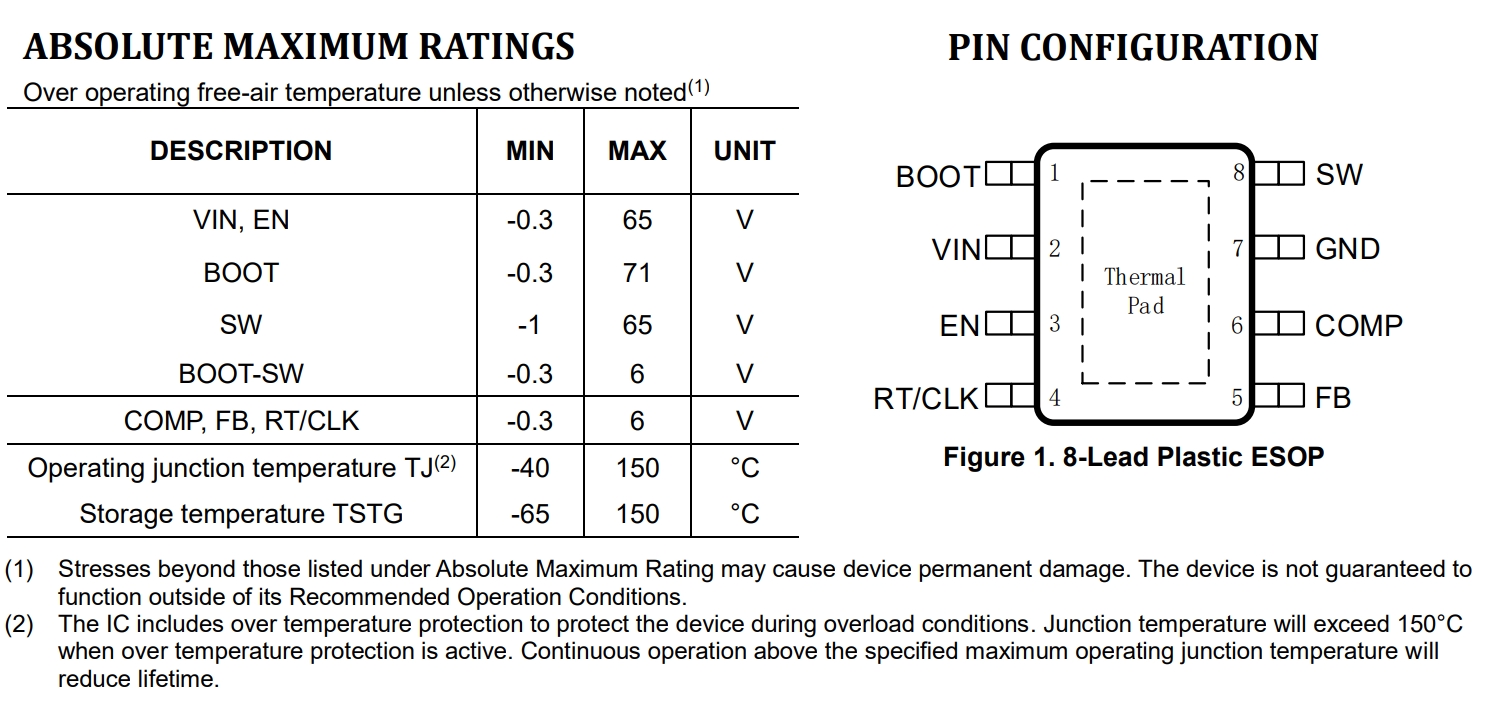 ABSOLUTE MAXIMUM RATINGS
Over operating free-air temperature unless otherwise noted(1)
DESCRIPTION MIN MAX UNIT
VIN, EN -0.3 65 V
BOOT -0.3 71 V
SW -1 65 V
BOOT-SW -0.3 6 V
COMP, FB, RT/CLK -0.3 6 V
Operating junction temperature TJ(2) -40 150 °C
Storage temperature TSTG -65 150 °C
PIN CONFIGURATION
BOOT 1 8 SW
VIN 2 7 GND
Thermal
Pad
EN 3 6 COMP
RT/CLK 4 5 FB
Figure 1. 8-Lead Plastic ESOP
(1) Stresses beyond those listed under Absolute Maximum Rating may cause device permanent damage. The device is not guaranteed to
function outside of its Recommended Operation Conditions.
(2) The IC includes over temperature protection to protect the device during overload conditions. Junction temperature will exceed 150°C
when over temperature protection is active. Continuous operation above the specified maximum operating junction temperature will
reduce lifetime.